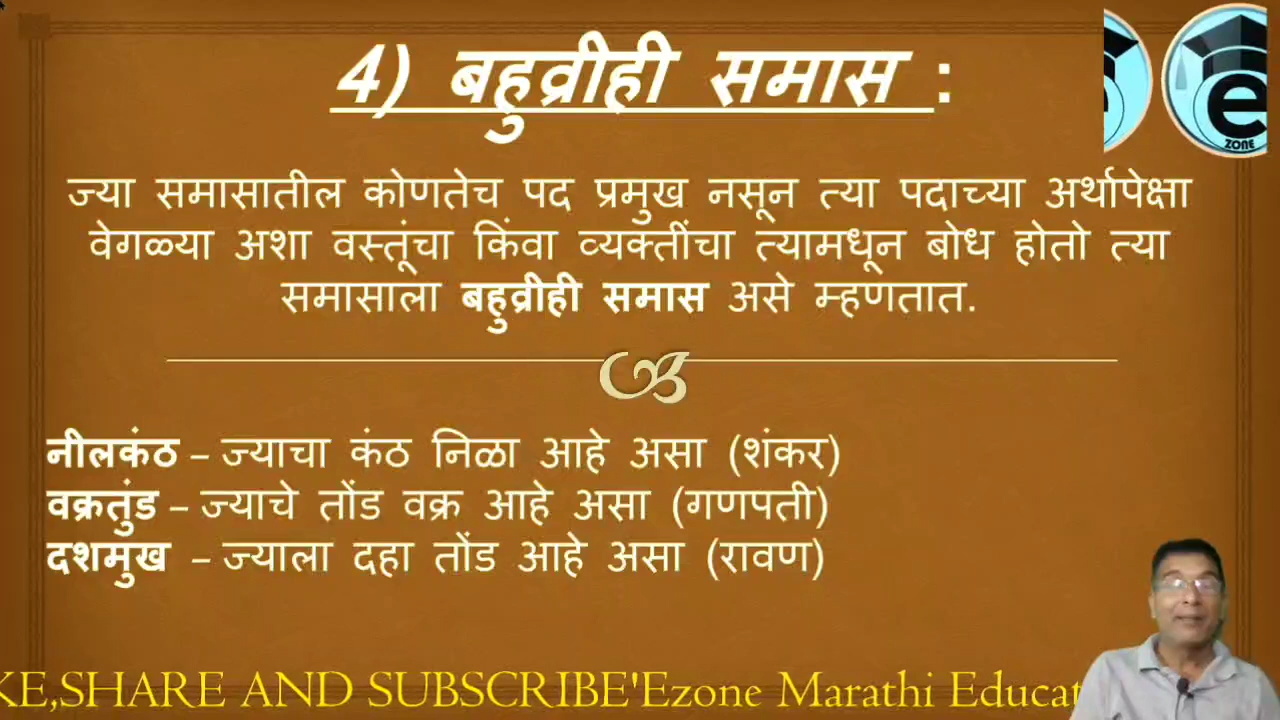 4) बहुव्रीही समास :
e
ZONE
ज्या समासातील कोणतेच पद प्रमुख नसून त्या पदाच्या अर्थापेक्षा
वेगळ्या अशा वस्तूंचा किंवा व्यक्तींचा त्यामधून बोध होतो त्या
समासाला बहुव्रीही समास असे म्हणतात.
नीलकंठ – ज्याचा कंठ निळा आहे असा (शंकर)
वक्रतुंड – ज्याचे तोंड वक्र आहे असा (गणपती)
दशमुख – ज्याला दहा तोंड आहे असा (रावण)
KE,SHARE AND SUBSCRIBE'Ezone Marathi Educat